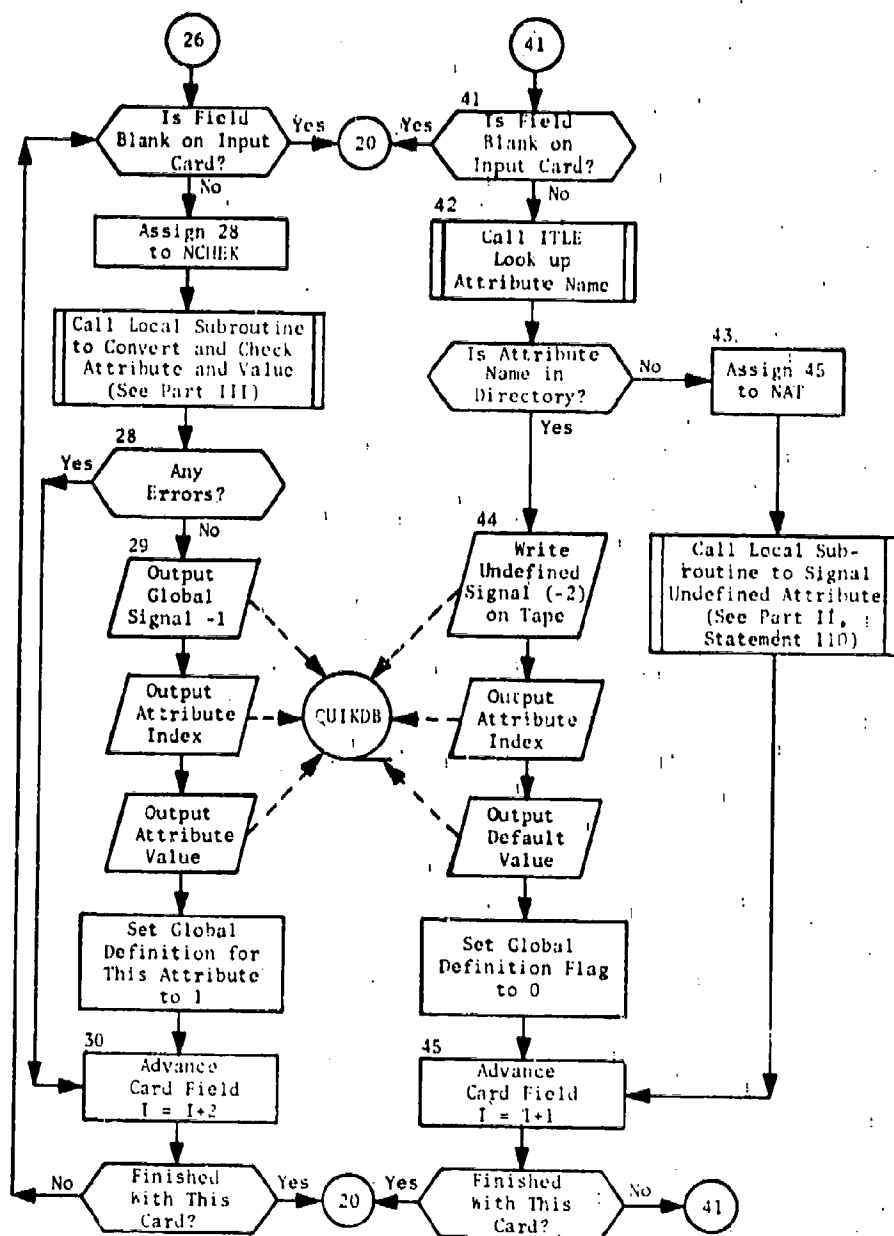 26
Is Field
Blank on Input
Card?
Yes
No
Assign 28
to NCHEK
Call Local Subroutine
to Convert and Check
Attribute and Value
(See Part III)
28
Yes
Any
Errors?
No
29
Output
Global
Signal -1
Output
Attribute
Index
Output
Attribute
Value
Set Global
Definition for
This Attribute
to 1
30
Advance
Card Field
I = I+2
No
Finished
With This
Card?
Yes
20
20
QUIKDB
41
41
Is Field
Blank on
Input Card?
Yes
No
42
Call ITLE
Look up
Attribute Name
Is Attribute
Name in
Directory?
No
Yes
43
Assign 45
to NAT
Call Local Sub-
routine to Signal
Undefined Attribute
(See Part II,
Statement 110)
44
Write
Undefined
Signal (-2)
on Tape
Output
Attribute
Index
Output
Default
Value
Set Global
Definition Flag
to 0
45
Advance
Card Field
I = I+1
Yes
Finished
With This
Card?
No
41